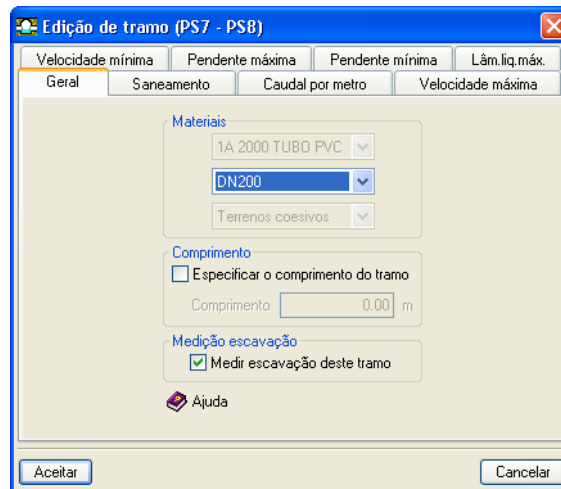 Edição de tramo (PS7 - PS8)
Velocidade mínima Pendente máxima Pendente mínima Lâm.liq.máx.
Geral Saneamento Caudal por metro Velocidade máxima
Materiais
1A 2000 TUBO PVC
DN200
Terrenos coesivos
Comprimento
Especificar o comprimento do tramo
Comprimento 0.00 m
Medição escavação
Medir escavação deste tramo
Ajuda
Aceitar Cancelar